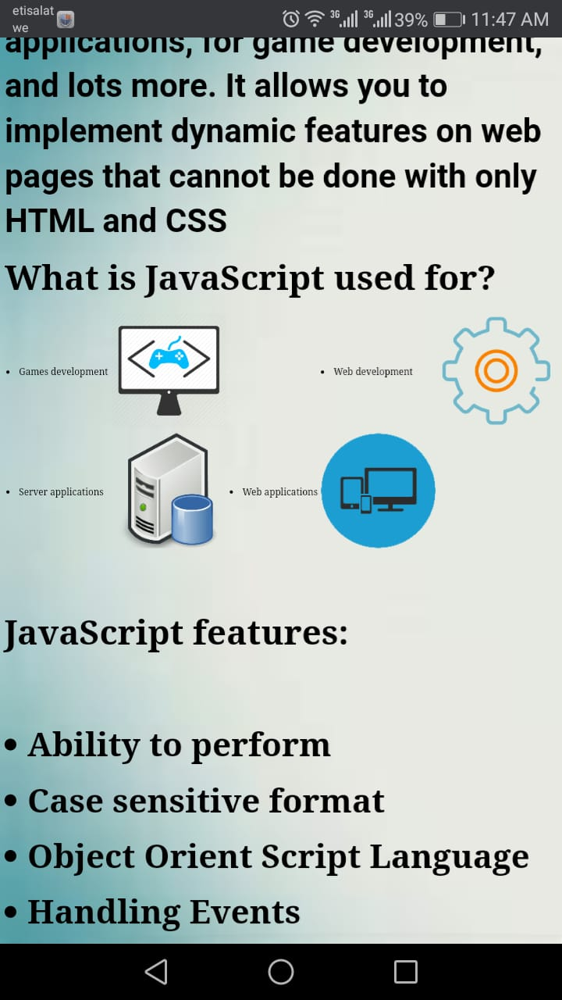 etisalat
we
3G 3G 39% 11:47 AM
applications, for game development,
and lots more. It allows you to
implement dynamic features on web
pages that cannot be done with only
HTML and CSS
What is JavaScript used for?
• Games development
• Web development
• Server applications
• Web applications
JavaScript features:
• Ability to perform
• Case sensitive format
• Object Orient Script Language
• Handling Events